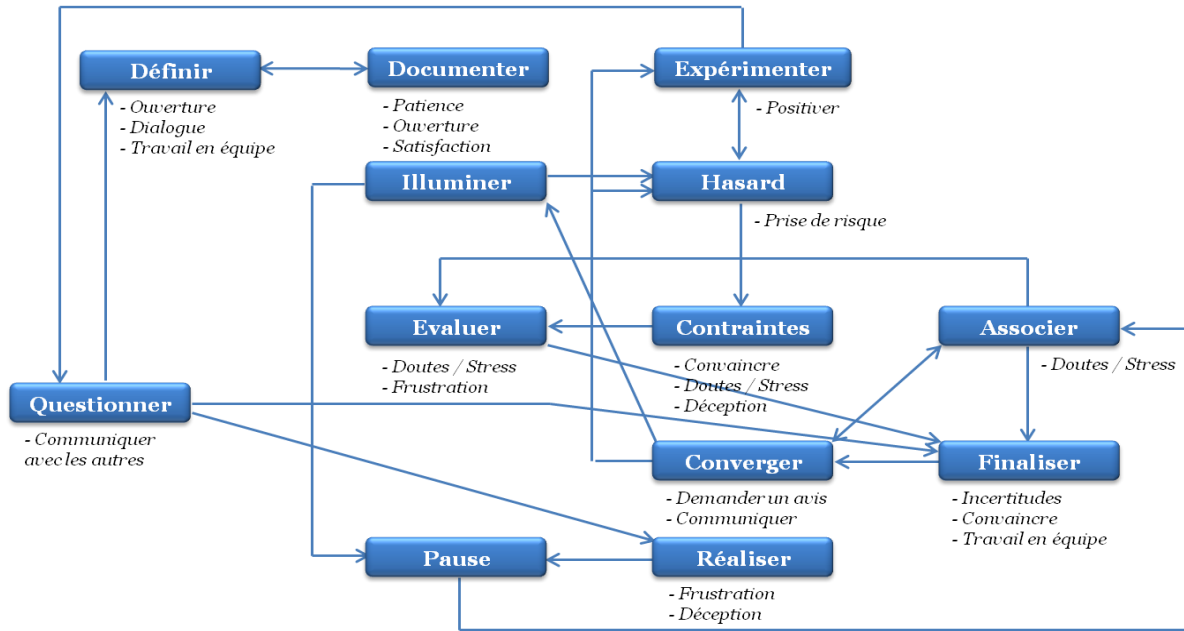 Définir
- Ouverture
- Dialogue
- Travail en équipe
Documenter
- Patience
- Ouverture
- Satisfaction
Expérimenter
- Positiver
Illuminer
Hasard
- Prise de risque
Evaluer
- Doutes / Stress
- Frustration
Contraintes
- Convaincre
- Doutes / Stress
- Déception
Associer
- Doutes / Stress
Questionner
- Communiquer
avec les autres
Converger
- Demander un avis
- Communiquer
Finaliser
- Incertitudes
- Convaincre
- Travail en équipe
Pause
Réaliser
- Frustration
- Déception